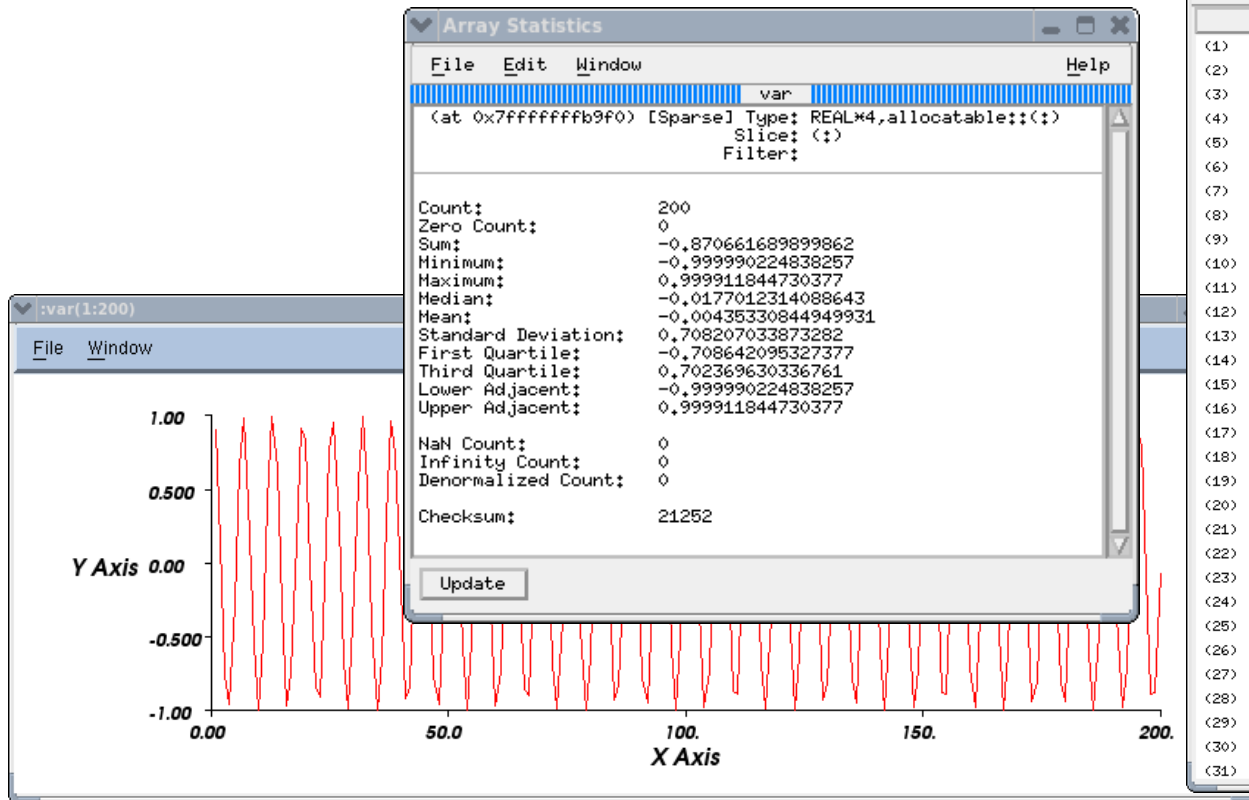 Array Statistics
File Edit Window Help
var
(at 0x7fffffffb9f0) [Sparse] Type: REAL*4,allocatable::(:)
Slice: (:)
Filter:
Count: 200
Zero Count: 0
Sum: -0.870661689899862
Minimum: -0.999990224838257
Maximum: 0.999911844730377
Median: -0.0177012314088643
Mean: -0.00435330844949931
Standard Deviation: 0.708207033873282
First Quartile: -0.708642095327377
Third Quartile: 0.702369630336761
Lower Adjacent: -0.999990224838257
Upper Adjacent: 0.999911844730377
NaN Count: 0
Infinity Count: 0
Denormalized Count: 0
Checksum: 21252
Update
:var(1:200)
File Window
1.00
0.500
Y Axis 0.00
-0.500
-1.00
0.00 50.0 100. 150. 200.
X Axis
(1)
(2)
(3)
(4)
(5)
(6)
(7)
(8)
(9)
(10)
(11)
(12)
(13)
(14)
(15)
(16)
(17)
(18)
(19)
(20)
(21)
(22)
(23)
(24)
(25)
(26)
(27)
(28)
(29)
(30)
(31)